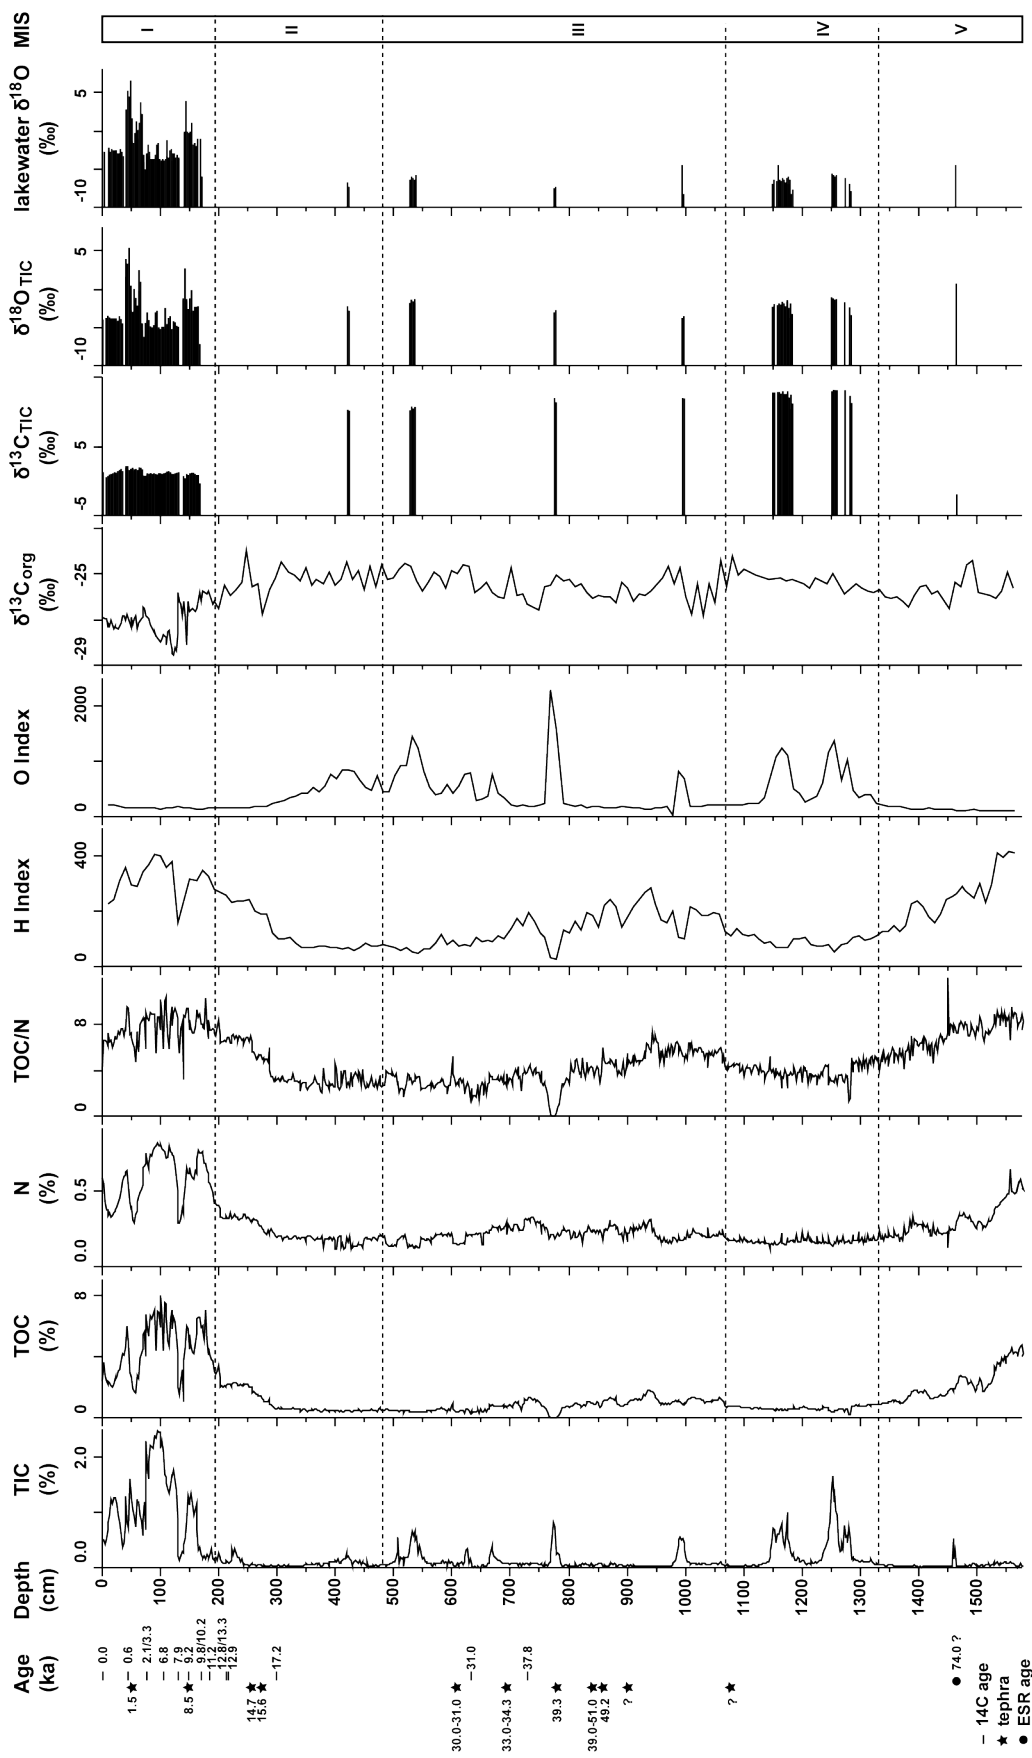 MIS
I
II
III
IV
V
lakewater δ18O
(‰)
5
-10
δ18OTIC
(‰)
5
-10
δ13CTIC
(‰)
5
-5
δ13Corg
(‰)
-25
-29
O Index
2000
0
H Index
400
0
TOC/N
8
0
N
(%)
0.5
0.0
TOC
(%)
8
0
TIC
(%)
2.0
0.0
Depth
(cm)
0
100
200
300
400
500
600
700
800
900
1000
1100
1200
1300
1400
1500
Age
(ka)
– 0.0
– 0.6
1.5 ★
– 2.1/3.3
– 6.8
– 7.9
8.5 ★
– 9.2
– 9.8/10.2
– 11.2
– 12.8/13.3
– 12.9
14.7 ★
15.6 ★
– 17.2
30.0-31.0 ★
– 31.0
33.0-34.3 ★
– 37.8
39.3 ★
39.0-51.0 ★
49.2 ★
? ★
? ★
● 74.0 ?
– 14C age
★ tephra
● ESR age